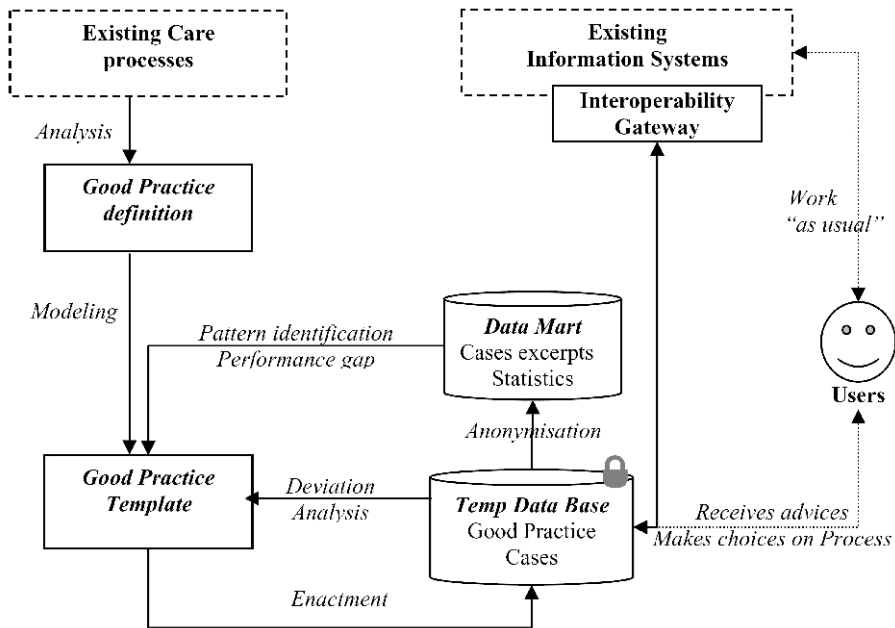 Existing Care
processes
Existing
Information Systems
Interoperability
Gateway
Analysis
Good Practice
definition
Work
“as usual”
Modeling
Pattern identification
Performance gap
Data Mart
Cases excerpts
Statistics
Users
Anonymisation
Good Practice
Template
Deviation
Analysis
Temp Data Base
Good Practice
Cases
Receives advices
Makes choices on Process
Enactment